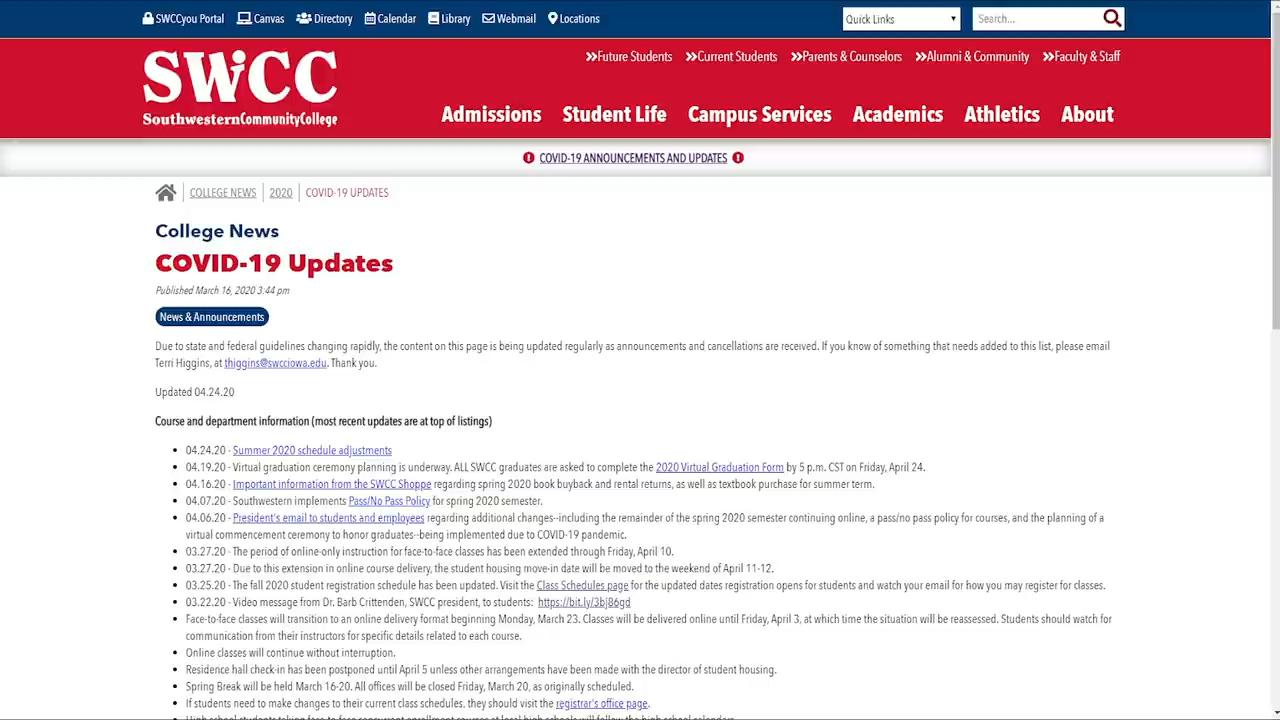 SWCCyou Portal Canvas Directory Calendar Library Webmail Locations Quick Links Search...
SWiCC
SouthwesternCommunityCollege
Future Students Current Students Parents & Counselors Alumni & Community Faculty & Staff
Admissions Student Life Campus Services Academics Athletics About
COVID-19 ANNOUNCEMENTS AND UPDATES
COLLEGE NEWS 2020 COVID-19 UPDATES
College News
COVID-19 Updates
Published March 16, 2020 3:44 pm
News & Announcements
Due to state and federal guidelines changing rapidly, the content on this page is being updated regularly as announcements and cancellations are received. If you know of something that needs added to this list, please email
Terri Higgins, at thiggins@swcciowa.edu. Thank you.
Updated 04.24.20
Course and department information (most recent updates are at top of listings)
04.24.20 - Summer 2020 schedule adjustments
04.19.20 - Virtual graduation ceremony planning is underway. ALL SWCC graduates are asked to complete the 2020 Virtual Graduation Form by 5 p.m. CST on Friday, April 24.
04.16.20 - Important information from the SWCC Shoppe regarding spring 2020 book buyback and rental returns, as well as textbook purchase for summer term.
04.07.20 - Southwestern implements Pass/No Pass Policy for spring 2020 semester.
04.06.20 - President's email to students and employees regarding additional changes--including the remainder of the spring 2020 semester continuing online, a pass/no pass policy for courses, and the planning of a
virtual commencement ceremony to honor graduates--being implemented due to COVID-19 pandemic.
03.27.20 - The period of online-only instruction for face-to-face classes has been extended through Friday, April 10.
03.27.20 - Due to this extension in online course delivery, the student housing move-in date will be moved to the weekend of April 11-12.
03.25.20 - The fall 2020 student registration schedule has been updated. Visit the Class Schedules page for the updated dates registration opens for students and watch your email for how you may register for classes.
03.22.20 - Video message from Dr. Barb Crittenden, SWCC president, to students: https://bit.ly/3bj86gd
Face-to-face classes will transition to an online delivery format beginning Monday, March 23. Classes will be delivered online until Friday, April 3, at which time the situation will be reassessed. Students should watch for
communication from their instructors for specific details related to each course.
Online classes will continue without interruption.
Residence hall check-in has been postponed until April 5 unless other arrangements have been made with the director of student housing.
Spring Break will be held March 16-20. All offices will be closed Friday, March 20, as originally scheduled.
If students need to make changes to their current class schedules, they should visit the registrar's office page.
High school students taking face-to-face concurrent enrollment courses at local high schools will follow the high school calendars.